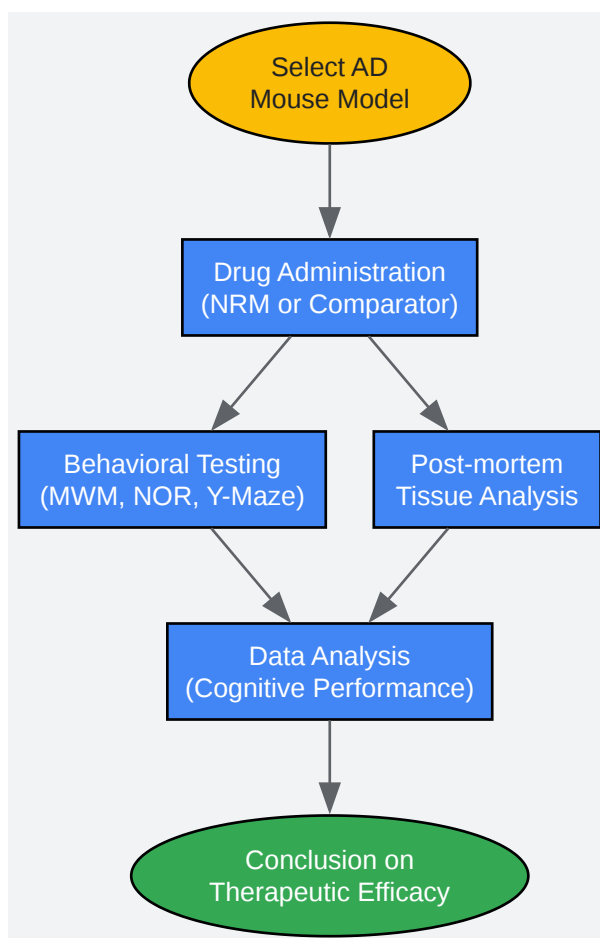 Select AD
Mouse Model
Drug Administration
(NRM or Comparator)
Behavioral Testing
(MWM, NOR, Y-Maze)
Post-mortem
Tissue Analysis
Data Analysis
(Cognitive Performance)
Conclusion on
Therapeutic Efficacy